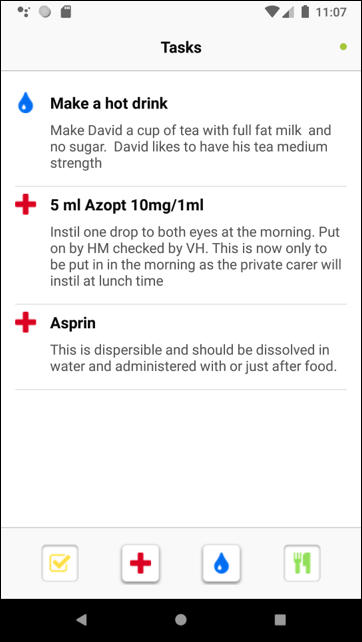 11:07
Tasks
Make a hot drink
Make David a cup of tea with full fat milk  and
no sugar.  David likes to have his tea medium
strength
5 ml Azopt 10mg/1ml
Instil one drop to both eyes at the morning. Put
on by HM checked by VH. This is now only to
be put in in the morning as the private carer will
instil at lunch time
Asprin
This is dispersible and should be dissolved in
water and administered with or just after food.